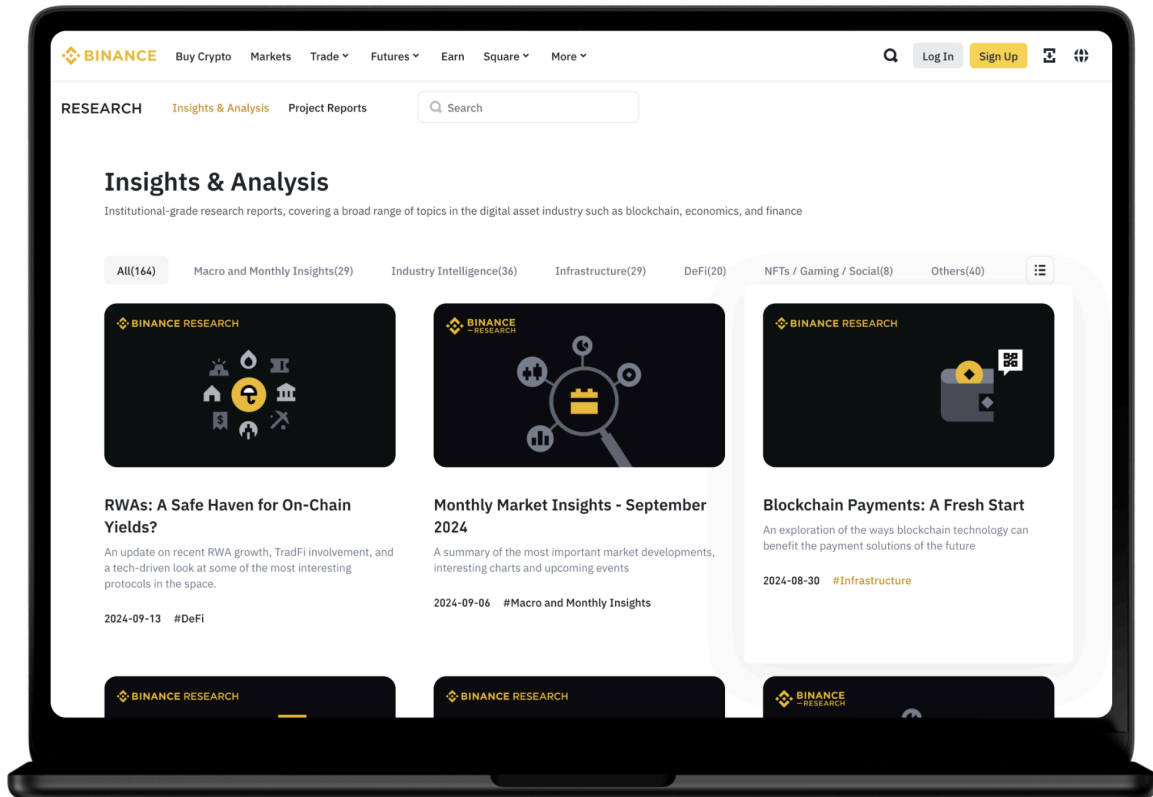 BINANCE Buy Crypto Markets Trade Futures Earn Square More Log In Sign Up
RESEARCH Insights & Analysis Project Reports Search
Insights & Analysis
Institutional-grade research reports, covering a broad range of topics in the digital asset industry such as blockchain, economics, and finance
All(164) Macro and Monthly Insights(29) Industry Intelligence(36) Infrastructure(29) DeFi(20) NFTs / Gaming / Social(8) Others(40)
BINANCE RESEARCH
RWAs: A Safe Haven for On-Chain
Yields?
An update on recent RWA growth, TradFi involvement, and
a tech-driven look at some of the most interesting
protocols in the space.
2024-09-13 #DeFi
BINANCE
RESEARCH
Monthly Market Insights - September
2024
A summary of the most important market developments,
interesting charts and upcoming events
2024-09-06 #Macro and Monthly Insights
BINANCE RESEARCH
Blockchain Payments: A Fresh Start
An exploration of the ways blockchain technology can
benefit the payment solutions of the future
2024-08-30 #Infrastructure
BINANCE RESEARCH
BINANCE RESEARCH
BINANCE
RESEARCH